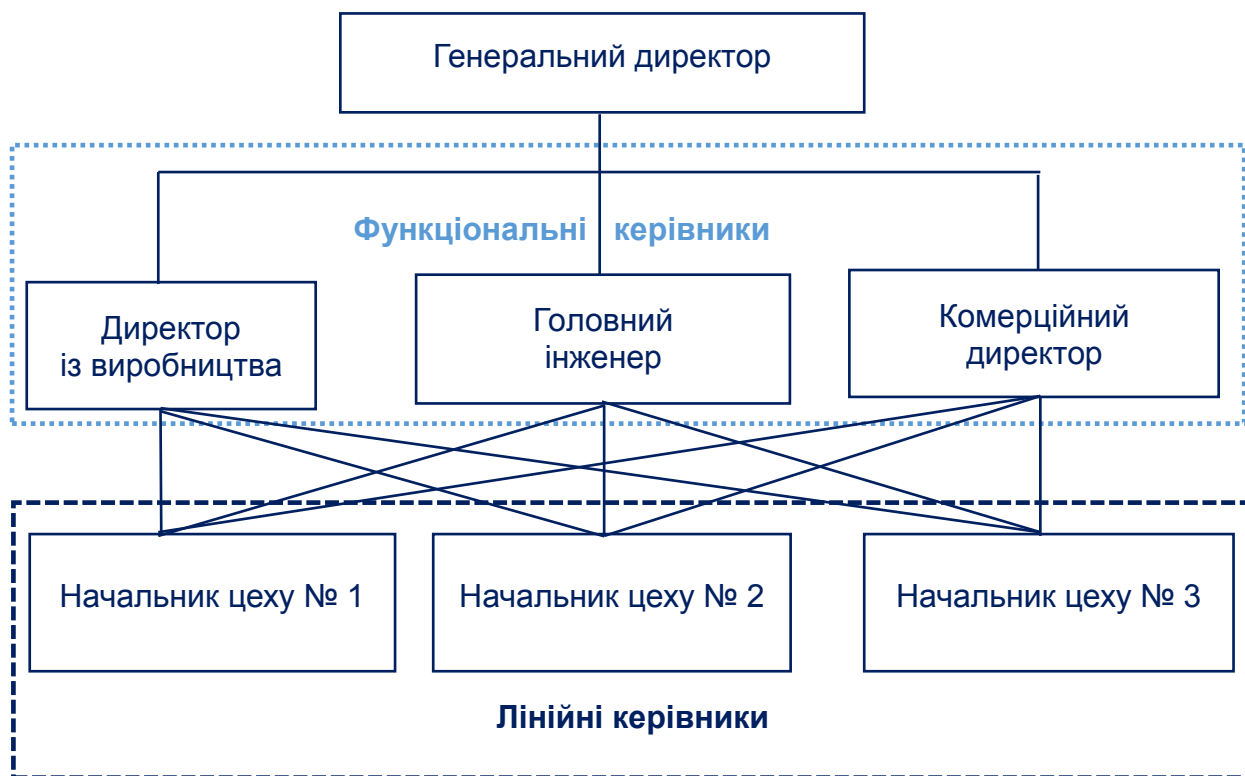 Генеральний директор
Функціональні керівники
Директор
із виробництва
Головний
інженер
Комерційний
директор
Начальник цеху № 1
Начальник цеху № 2
Начальник цеху № 3
Лінійні керівники